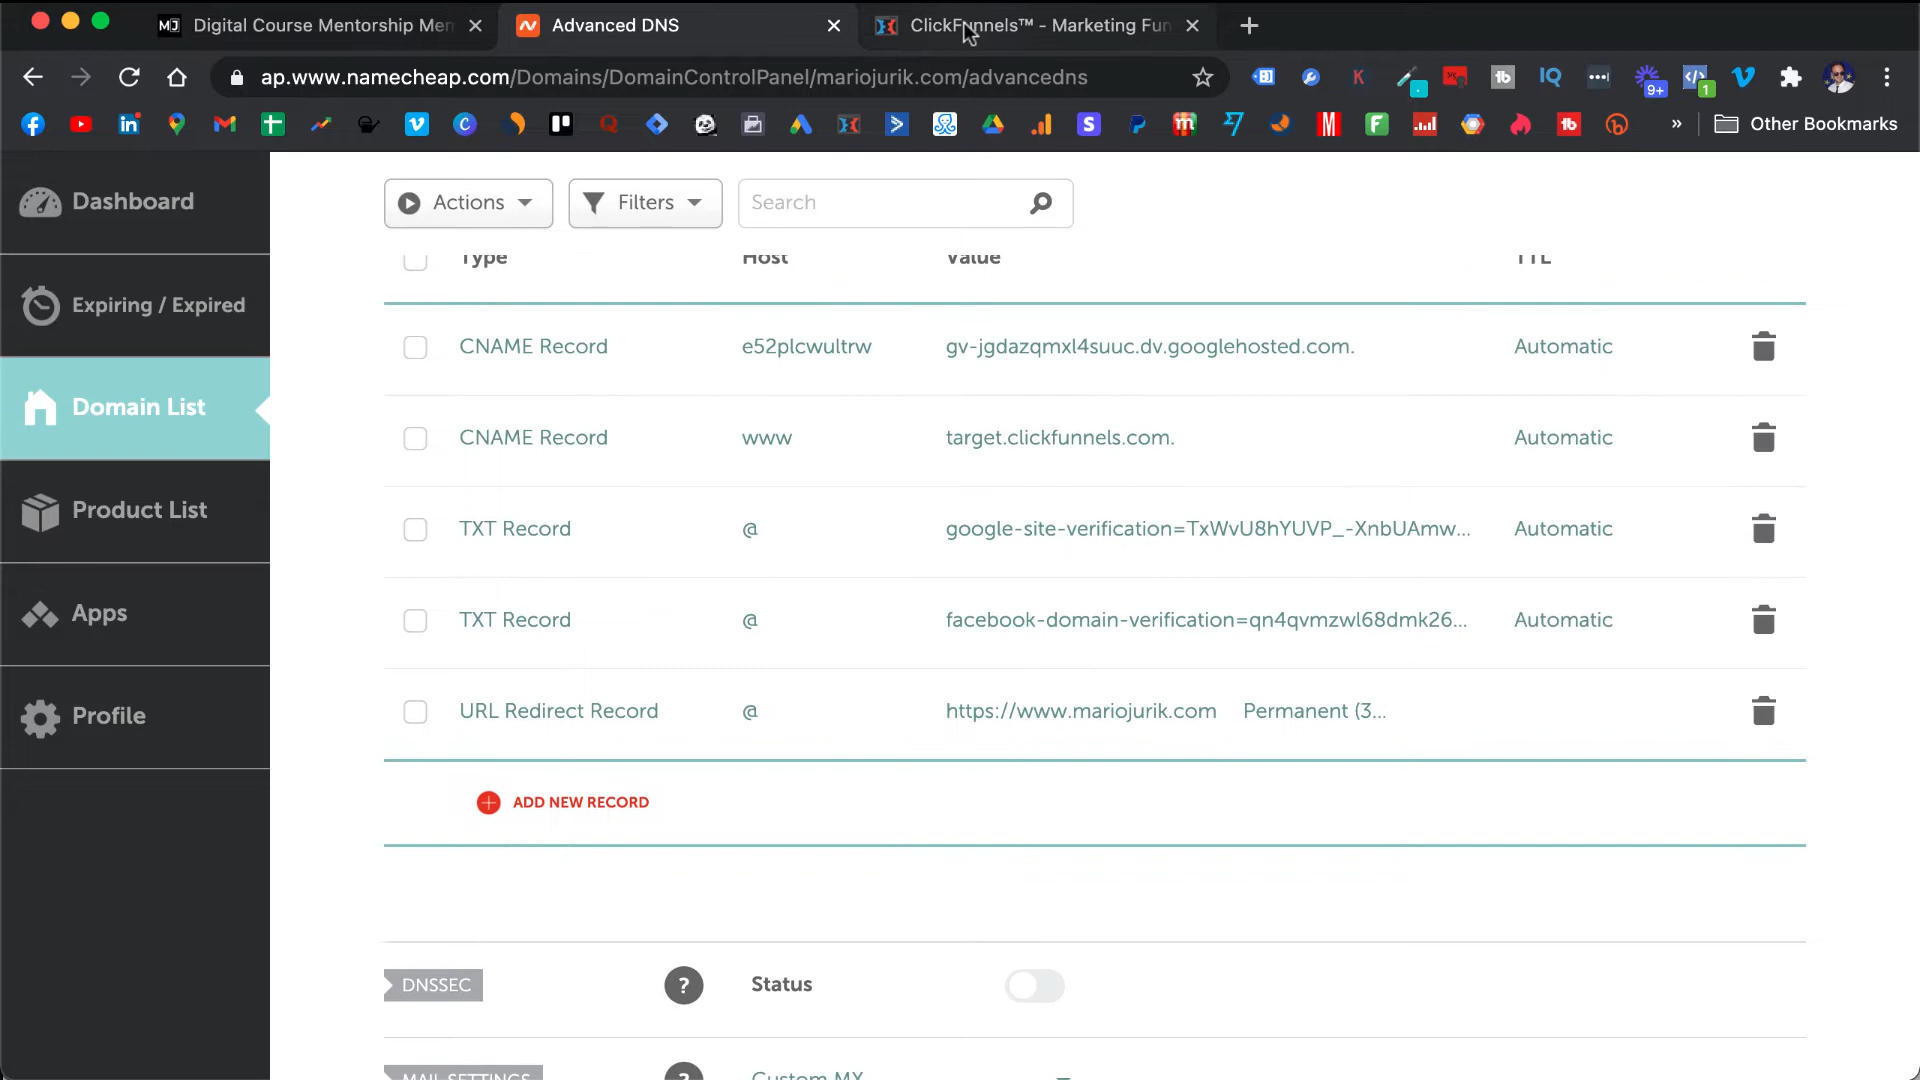 Digital Course Mentorship Mer
Advanced DNS
ClickFunnels™ - Marketing Fun
ap.www.namecheap.com/Domains/DomainControlPanel/mariojurik.com/advancedns
9+
1
Other Bookmarks
Dashboard
Expiring / Expired
Domain List
Product List
Apps
Profile
Actions
Filters
Search
Type Host Value TTL
CNAME Record e52plcwultrw gv-jgdazqmxl4suuc.dv.googlehosted.com. Automatic
CNAME Record www target.clickfunnels.com. Automatic
TXT Record @ google-site-verification=TxWvU8hYUVP_-XnbUAmw... Automatic
TXT Record @ facebook-domain-verification=qn4qvmzwl68dmk26... Automatic
URL Redirect Record @ https://www.mariojurik.com Permanent (3...
ADD NEW RECORD
DNSSEC ? Status
MAIL SETTINGS ? Custom MX